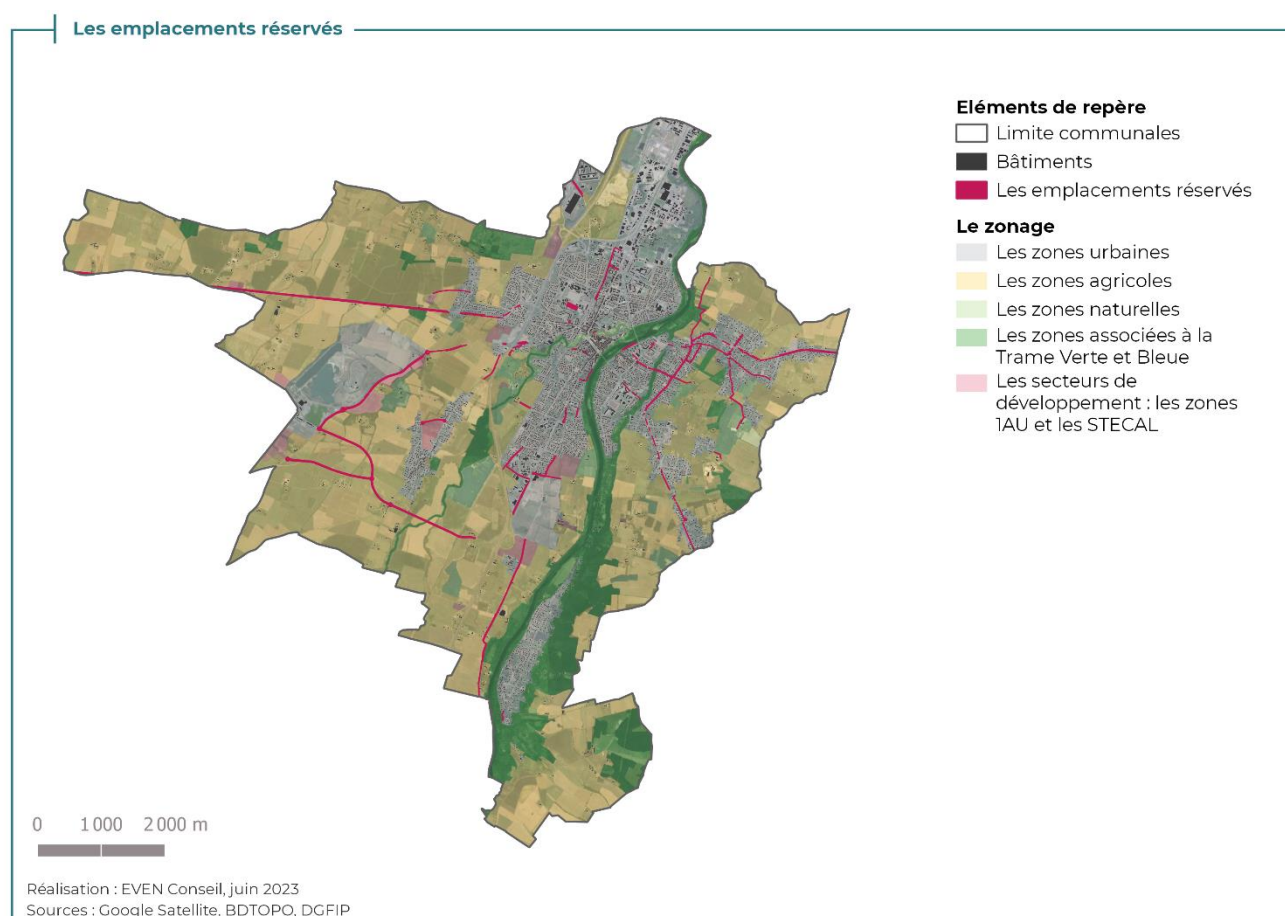 Les emplacements réservés
Eléments de repère
Limite communales
Bâtiments
Les emplacements réservés
Le zonage
Les zones urbaines
Les zones agricoles
Les zones naturelles
Les zones associées à la
Trame Verte et Bleue
Les secteurs de
développement : les zones
1AU et les STECAL
0 1 000 2 000 m
Réalisation : EVEN Conseil, juin 2023
Sources : Google Satellite, BDTOPO, DGFIP